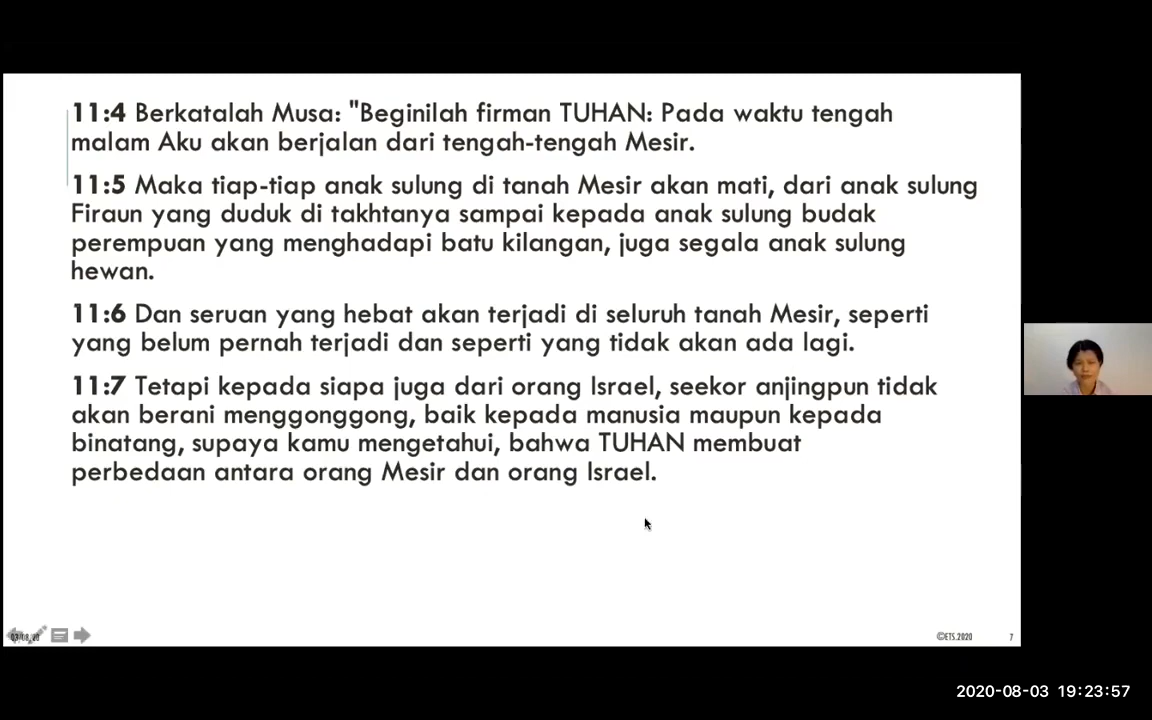 11:4 Berkatalah Musa: "Beginilah firman TUHAN: Pada waktu tengah
malam Aku akan berjalan dari tengah-tengah Mesir.
11:5 Maka tiap-tiap anak sulung di tanah Mesir akan mati, dari anak sulung
Firaun yang duduk di takhtanya sampai kepada anak sulung budak
perempuan yang menghadapi batu kilangan, juga segala anak sulung
hewan.
11:6 Dan seruan yang hebat akan terjadi di seluruh tanah Mesir, seperti
yang belum pernah terjadi dan seperti yang tidak akan ada lagi.
11:7 Tetapi kepada siapa juga dari orang Israel, seekor anjingpun tidak
akan berani menggonggong, baik kepada manusia maupun kepada
binatang, supaya kamu mengetahui, bahwa TUHAN membuat
perbedaan antara orang Mesir dan orang Israel.
03/08/20
©ETS.2020
7
2020-08-03 19:23:57